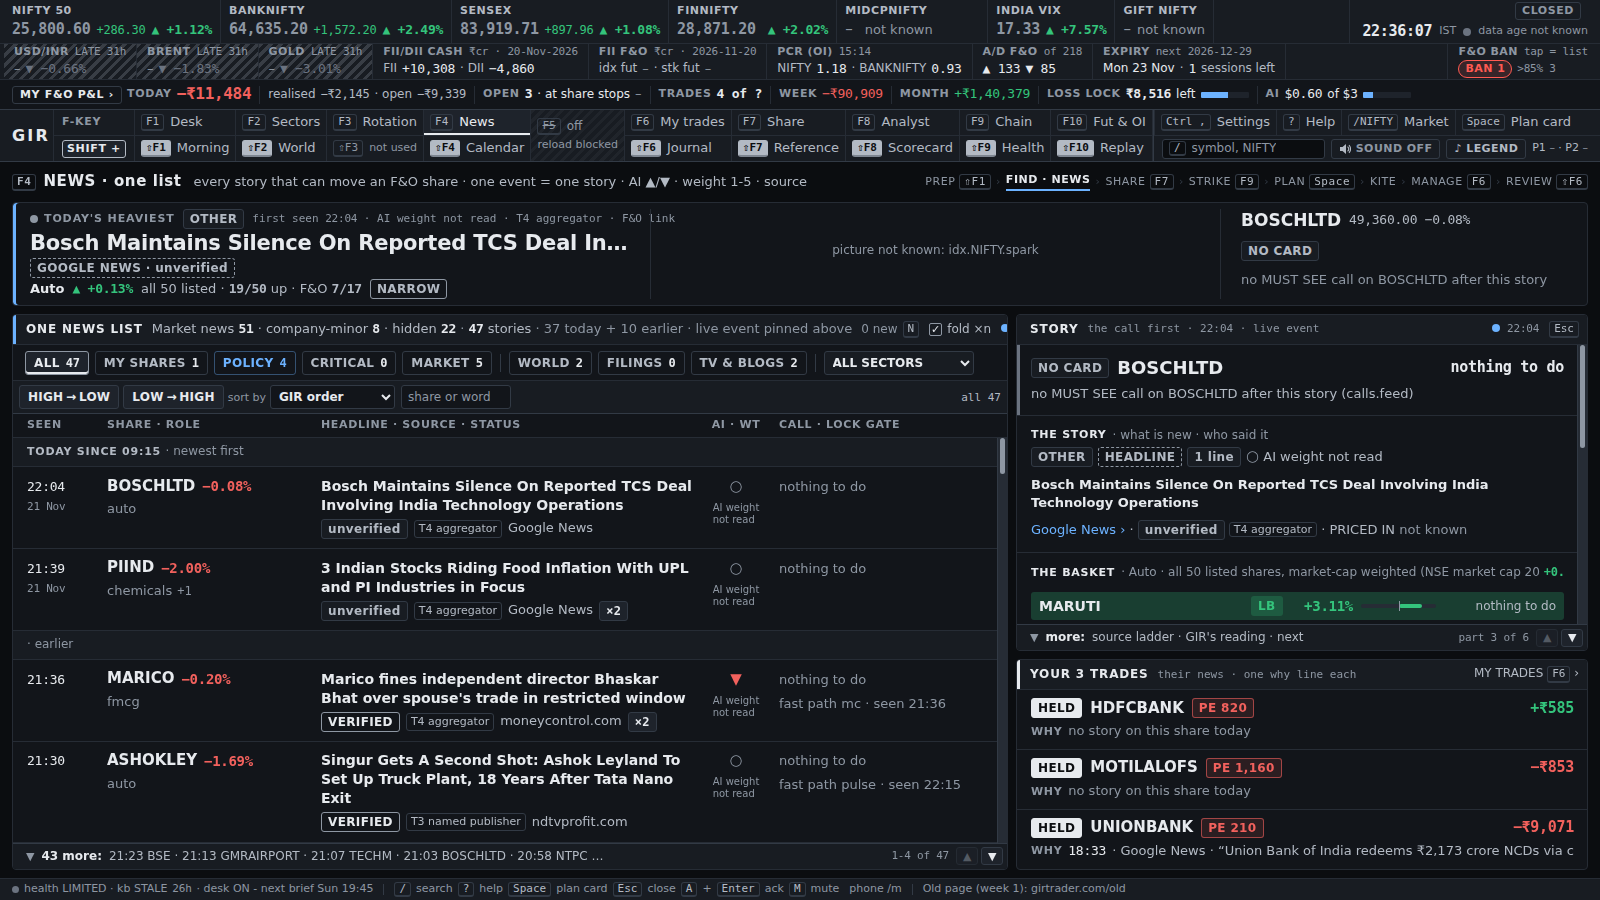 NIFTY 50 BANKNIFTY SENSEX FINNIFTY MIDCPNIFTY INDIA VIX GIFT NIFTY CLOSED
25,800.60 +286.30 ▲ +1.12% 64,635.20 +1,572.20 ▲ +2.49% 83,919.71 +897.96 ▲ +1.08% 28,871.20 ▲ +2.02% – not known 17.33 ▲ +7.57% – not known 22:36:07 IST ● data age not known
USD/INR LATE 31h BRENT LATE 31h GOLD LATE 31h FII/DII CASH ₹cr · 20-Nov-2026 FII F&O ₹cr · 2026-11-20 PCR (OI) 15:14 A/D F&O of 218 EXPIRY next 2026-12-29 F&O BAN tap = list
– ▼ −0.66% – ▼ −1.83% – ▼ −3.01% FII +10,308 · DII −4,860 idx fut – · stk fut – NIFTY 1.18 · BANKNIFTY 0.93 ▲ 133 ▼ 85 Mon 23 Nov · 1 sessions left BAN 1 >85% 3
MY F&O P&L › TODAY −₹11,484 realised −₹2,145 · open −₹9,339 OPEN 3 · at share stops – TRADES 4 of ? WEEK −₹90,909 MONTH +₹1,40,379 LOSS LOCK ₹8,516 left AI $0.60 of $3
GIR F-KEY F1 Desk F2 Sectors F3 Rotation F4 News F5 off F6 My trades F7 Share F8 Analyst F9 Chain F10 Fut & OI Ctrl , Settings ? Help /NIFTY Market Space Plan card
SHIFT + ⇧F1 Morning ⇧F2 World ⇧F3 not used ⇧F4 Calendar reload blocked ⇧F6 Journal ⇧F7 Reference ⇧F8 Scorecard ⇧F9 Health ⇧F10 Replay / symbol, NIFTY SOUND OFF ♪ LEGEND P1 – · P2 –
F4 NEWS · one list every story that can move an F&O share · one event = one story · AI ▲/▼ · weight 1-5 · source PREP ⇧F1 › FIND · NEWS › SHARE F7 › STRIKE F9 › PLAN Space › KITE › MANAGE F6 › REVIEW ⇧F6
● TODAY'S HEAVIEST OTHER first seen 22:04 · AI weight not read · T4 aggregator · F&O link
Bosch Maintains Silence On Reported TCS Deal In…
GOOGLE NEWS · unverified
Auto ▲ +0.13% all 50 listed · 19/50 up · F&O 7/17 NARROW
picture not known: idx.NIFTY.spark
BOSCHLTD 49,360.00 −0.08%
NO CARD
no MUST SEE call on BOSCHLTD after this story
ONE NEWS LIST Market news 51 · company-minor 8 · hidden 22 · 47 stories · 37 today + 10 earlier · live event pinned above 0 new N ✓ fold ×n
ALL 47 MY SHARES 1 POLICY 4 CRITICAL 0 MARKET 5 WORLD 2 FILINGS 0 TV & BLOGS 2 ALL SECTORS
HIGH→LOW LOW→HIGH sort by GIR order share or word all 47
SEEN SHARE · ROLE HEADLINE · SOURCE · STATUS AI · WT CALL · LOCK GATE
TODAY SINCE 09:15 · newest first
22:04 BOSCHLTD −0.08% Bosch Maintains Silence On Reported TCS Deal ○ nothing to do
21 Nov auto Involving India Technology Operations AI weight not read
unverified T4 aggregator Google News
21:39 PIIND −2.00% 3 Indian Stocks Riding Food Inflation With UPL ○ nothing to do
21 Nov chemicals +1 and PI Industries in Focus AI weight not read
unverified T4 aggregator Google News ×2
· earlier
21:36 MARICO −0.20% Marico fines independent director Bhaskar ▼ nothing to do
fmcg Bhat over spouse's trade in restricted window AI weight not read fast path mc · seen 21:36
VERIFIED T4 aggregator moneycontrol.com ×2
21:30 ASHOKLEY −1.69% Singur Gets A Second Shot: Ashok Leyland To ○ nothing to do
auto Set Up Truck Plant, 18 Years After Tata Nano AI weight not read fast path pulse · seen 22:15
Exit
VERIFIED T3 named publisher ndtvprofit.com
▼ 43 more: 21:23 BSE · 21:13 GMRAIRPORT · 21:07 TECHM · 21:03 BOSCHLTD · 20:58 NTPC … 1-4 of 47 ▲ ▼
STORY the call first · 22:04 · live event ● 22:04 Esc
NO CARD BOSCHLTD nothing to do
no MUST SEE call on BOSCHLTD after this story (calls.feed)
THE STORY · what is new · who said it
OTHER HEADLINE 1 line ○ AI weight not read
Bosch Maintains Silence On Reported TCS Deal Involving India
Technology Operations
Google News › · unverified T4 aggregator · PRICED IN not known
THE BASKET · Auto · all 50 listed shares, market-cap weighted (NSE market cap 20 +0.
MARUTI LB +3.11% nothing to do
▼ more: source ladder · GIR's reading · next part 3 of 6 ▲ ▼
YOUR 3 TRADES their news · one why line each MY TRADES F6 ›
HELD HDFCBANK PE 820 +₹585
WHY no story on this share today
HELD MOTILALOFS PE 1,160 −₹853
WHY no story on this share today
HELD UNIONBANK PE 210 −₹9,071
WHY 18:33 · Google News · “Union Bank of India redeems ₹2,173 crore NCDs via c
● health LIMITED · kb STALE 26h · desk ON - next brief Sun 19:45 / search ? help Space plan card Esc close A + Enter ack M mute phone /m Old page (week 1): girtrader.com/old